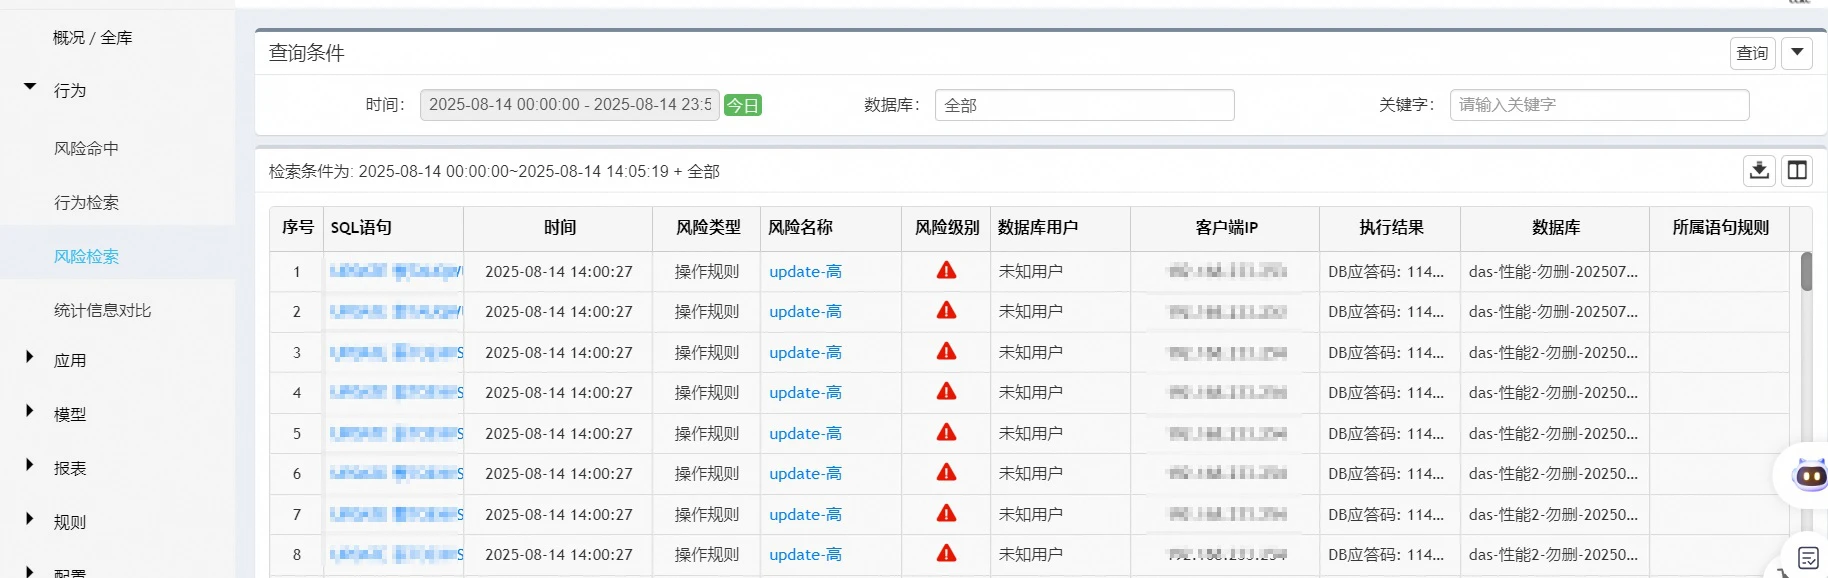 概况 / 全库
行为
风险命中
行为检索
风险检索
统计信息对比
应用
模型
报表
规则
配置
查询条件
查询
时间: 2025-08-14 00:00:00 - 2025-08-14 23:5 今日 数据库: 全部 关键字: 请输入关键字
检索条件为: 2025-08-14 00:00:00~2025-08-14 14:05:19 + 全部
序号 SQL语句 时间 风险类型 风险名称 风险级别 数据库用户 客户端IP 执行结果 数据库 所属语句规则
1 2025-08-14 14:00:27 操作规则 update-高 未知用户 DB应答码: 114... das-性能-勿删-202507...
2 2025-08-14 14:00:27 操作规则 update-高 未知用户 DB应答码: 114... das-性能-勿删-202507...
3 2025-08-14 14:00:27 操作规则 update-高 未知用户 DB应答码: 114... das-性能2-勿删-20250...
4 2025-08-14 14:00:27 操作规则 update-高 未知用户 DB应答码: 114... das-性能2-勿删-20250...
5 2025-08-14 14:00:27 操作规则 update-高 未知用户 DB应答码: 114... das-性能2-勿删-20250...
6 2025-08-14 14:00:27 操作规则 update-高 未知用户 DB应答码: 114... das-性能2-勿删-20250...
7 2025-08-14 14:00:27 操作规则 update-高 未知用户 DB应答码: 114... das-性能2-勿删-20250...
8 2025-08-14 14:00:27 操作规则 update-高 未知用户 DB应答码: 114... das-性能2-勿删-20250...